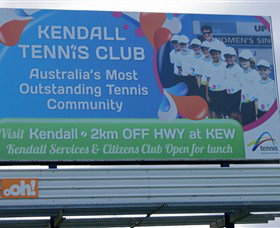 KENDALL
TENNIS CLUB
Australia's Most
Outstanding Tennis
Community
UP
WOMEN'S SIN
Visit Kendall - 2km OFF HWY at KEW
Kendall Services & Citizens Club Open for lunch
tennis
ooh!